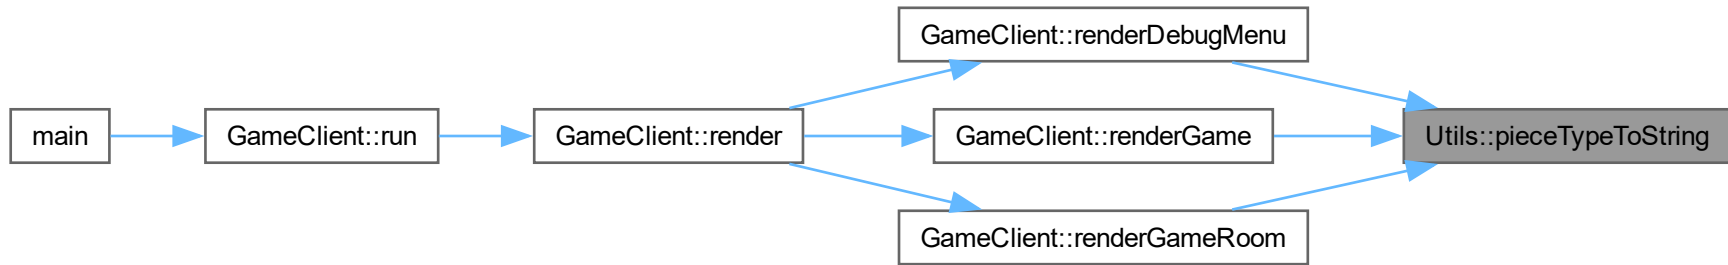 main
GameClient::run
GameClient::render
GameClient::renderDebugMenu
GameClient::renderGame
GameClient::renderGameRoom
Utils::pieceTypeToString